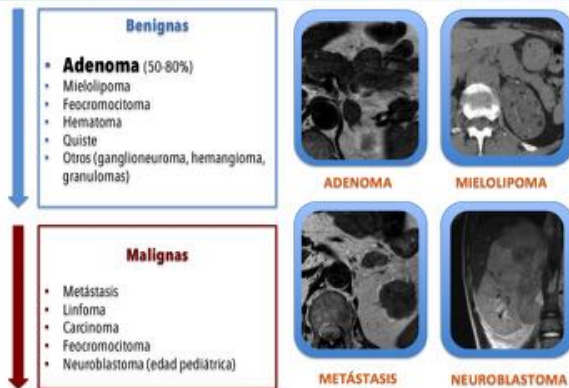 Benignas
• Adenoma (50-80%)
• Mielolipoma
• Feocromocitoma
• Hematoma
• Quiste
• Otros (ganglioneuroma, hemangioma,
granulomas)
ADENOMA
MIELOLIPOMA
Malignas
• Metástasis
• Linfoma
• Carcinoma
• Feocromocitoma
• Neuroblastoma (edad pediátrica)
METÁSTASIS
NEUROBLASTOMA